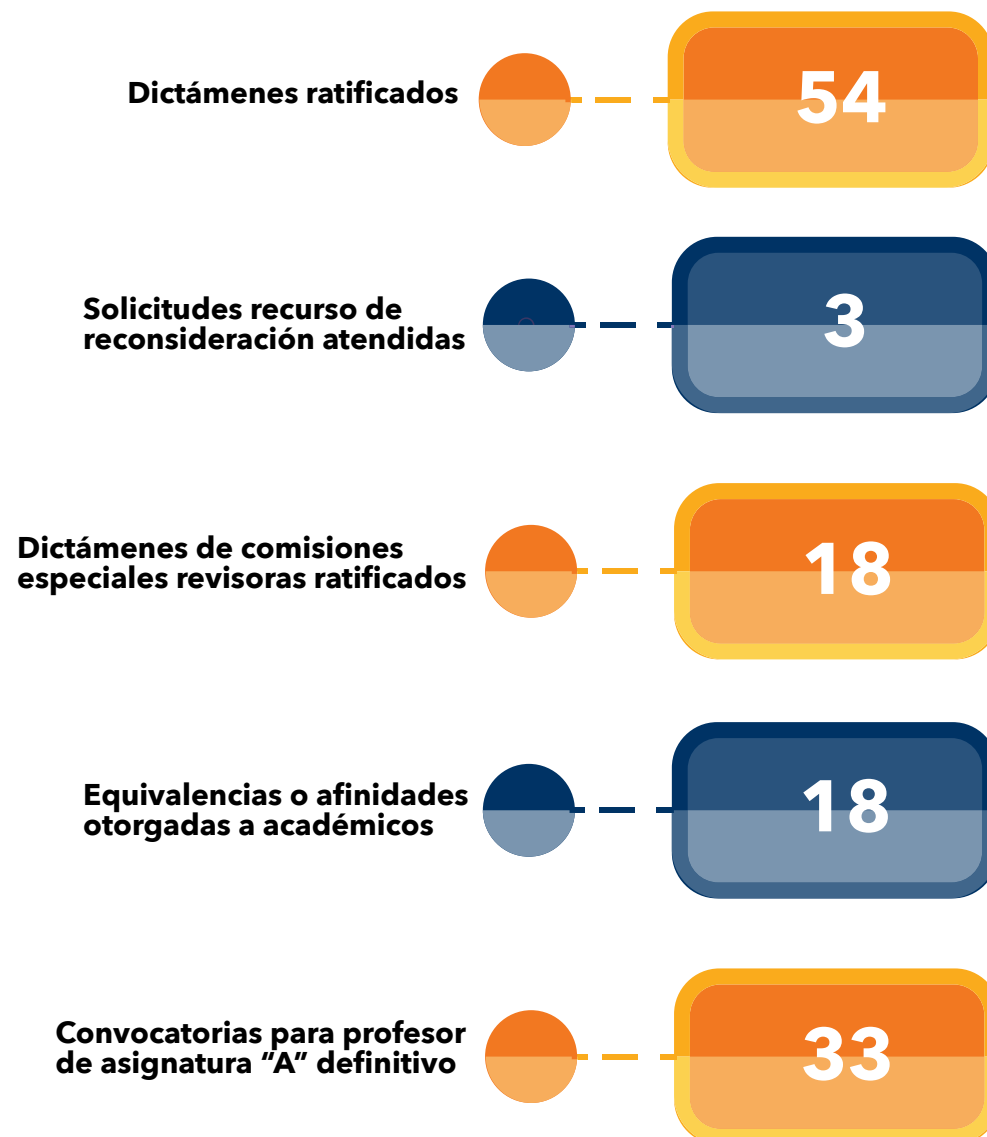 Dictámenes ratificados
54
Solicitudes recurso de
reconsideración atendidas
3
Dictámenes de comisiones
especiales revisoras ratificados
18
Equivalencias o afinidades
otorgadas a académicos
18
Convocatorias para profesor
de asignatura “A” definitivo
33